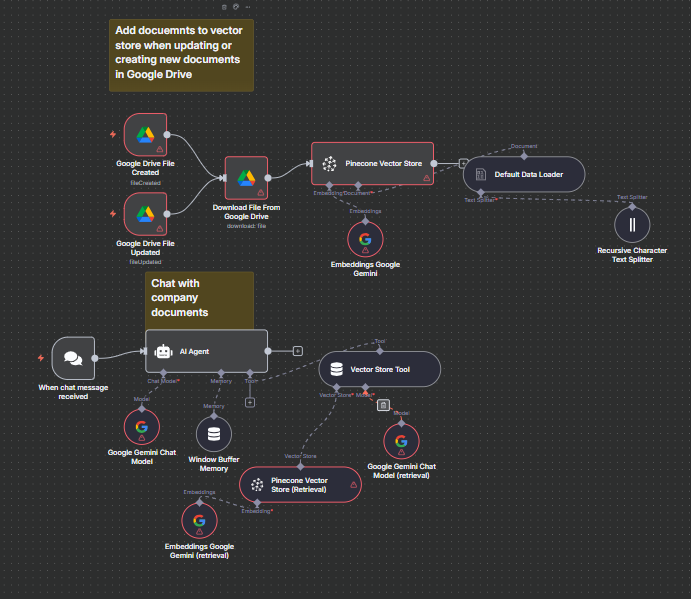 Add docuemnts to vector
store when updating or
creating new documents
in Google Drive
Google Drive File
Created
fileCreated
Google Drive File
Updated
fileUpdated
Download File From
Google Drive
download: file
Pinecone Vector Store
Embedding*
Document*
Embeddings
Embeddings Google
Gemini
Document
Default Data Loader
Text Splitter*
Text Splitter
Recursive Character
Text Splitter
Chat with
company
documents
When chat message
received
AI Agent
Chat Model*
Memory
Tool
Model
Google Gemini Chat
Model
Memory
Window Buffer
Memory
Tool
Vector Store Tool
Vector Store*
Model*
Model
Google Gemini Chat
Model (retrieval)
Vector Store
Pinecone Vector
Store (Retrieval)
Embedding*
Embeddings
Embeddings Google
Gemini (retrieval)